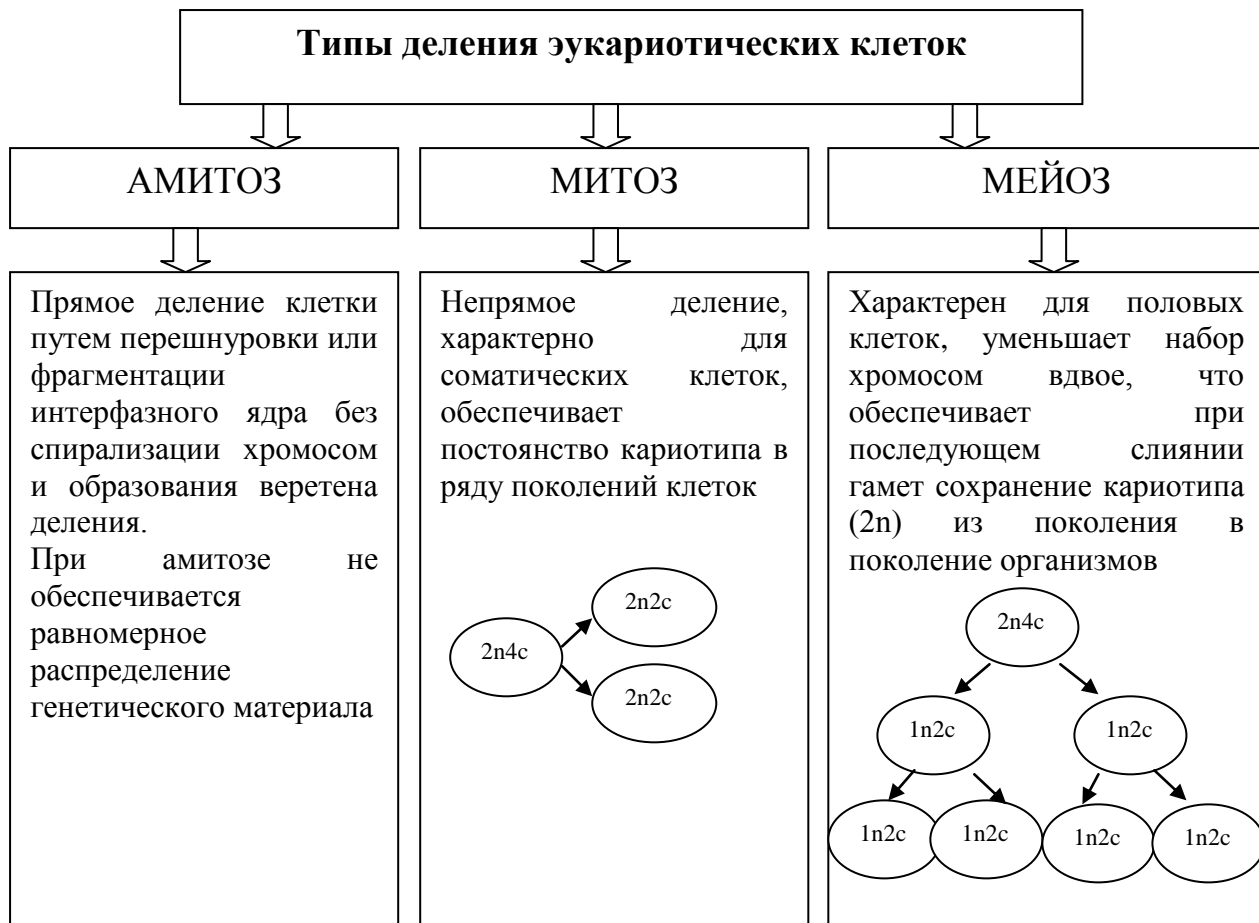 Типы деления эукариотических клеток
АМИТОЗ
МИТОЗ
МЕЙОЗ
Прямое деление клетки
путем перешнуровки или
фрагментации
интерфазного ядра без
спирализации хромосом
и образования веретена
деления.
При амитозе не
обеспечивается
равномерное
распределение
генетического материала
Непрямое деление,
характерно для
соматических клеток,
обеспечивает
постоянство кариотипа в
ряду поколений клеток
2n4c
2n2c
2n2c
Характерен для половых
клеток, уменьшает набор
хромосом вдвое, что
обеспечивает при
последующем слиянии
гамет сохранение кариотипа
(2n) из поколения в
поколение организмов
2n4c
1n2c
1n2c
1n2c
1n2c
1n2c
1n2c